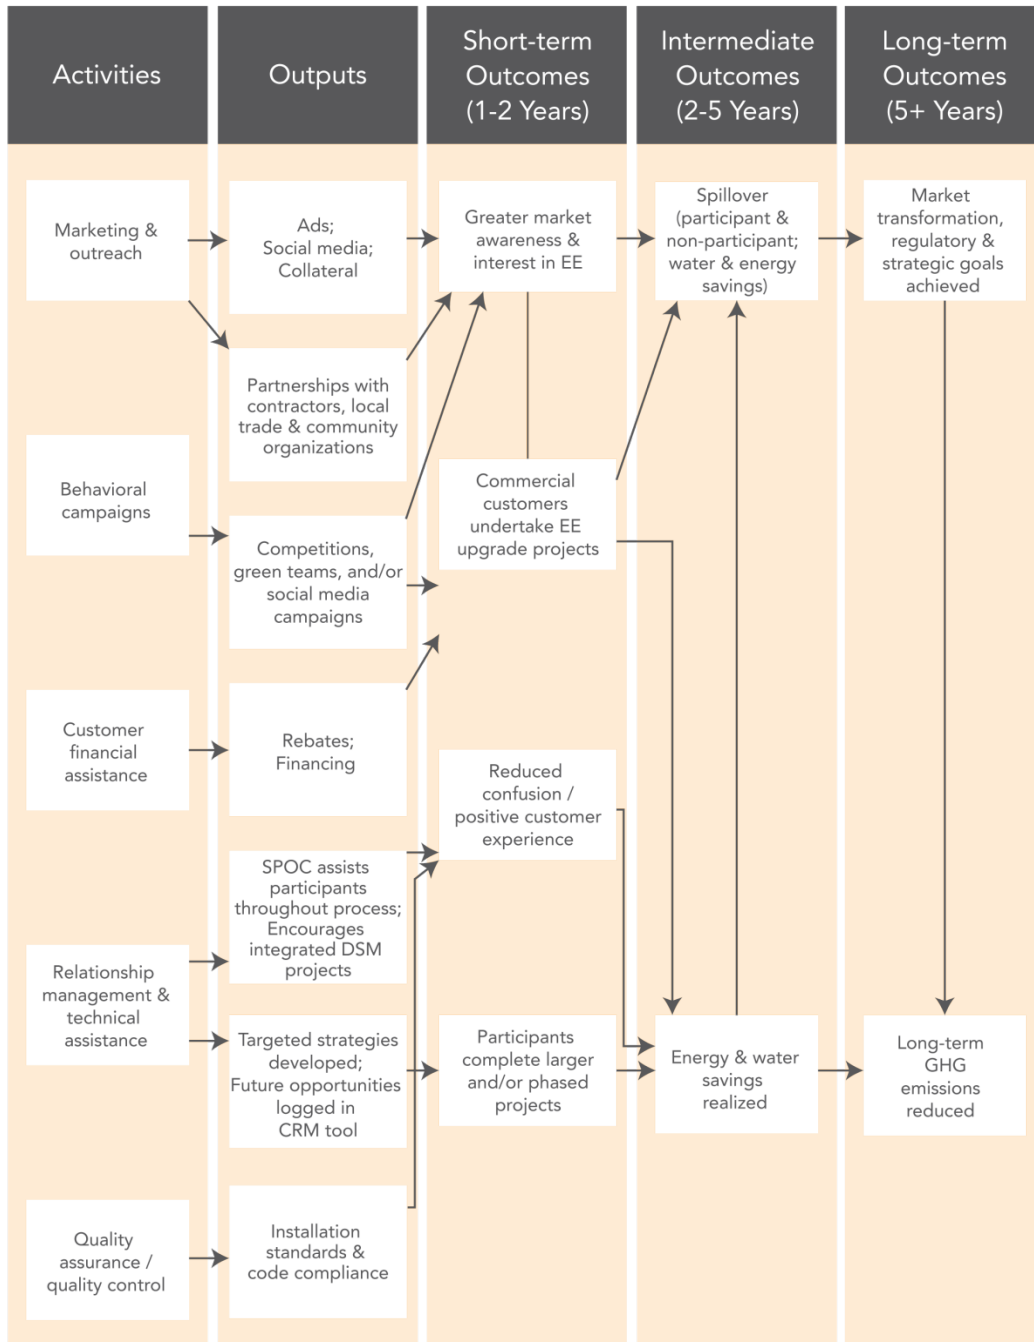 Activities
Outputs
Short-term
Outcomes
(1-2 Years)
Intermediate
Outcomes
(2-5 Years)
Long-term
Outcomes
(5+ Years)
Marketing &
outreach
Ads;
Social media;
Collateral
Greater market
awareness &
interest in EE
Spillover
(participant &
non-participant;
water & energy
savings)
Market
transformation,
regulatory &
strategic goals
achieved
Partnerships with
contractors, local
trade & community
organizations
Behavioral
campaigns
Commercial
customers
undertake EE
upgrade projects
Competitions,
green teams, and/or
social media
campaigns
Customer
financial
assistance
Rebates;
Financing
Reduced
confusion /
positive customer
experience
SPOC assists
participants
throughout process;
Encourages
integrated DSM
projects
Relationship
management &
technical
assistance
Targeted strategies
developed;
Future opportunities
logged in
CRM tool
Participants
complete larger
and/or phased
projects
Energy & water
savings
realized
Long-term
GHG
emissions
reduced
Quality
assurance /
quality control
Installation
standards &
code compliance